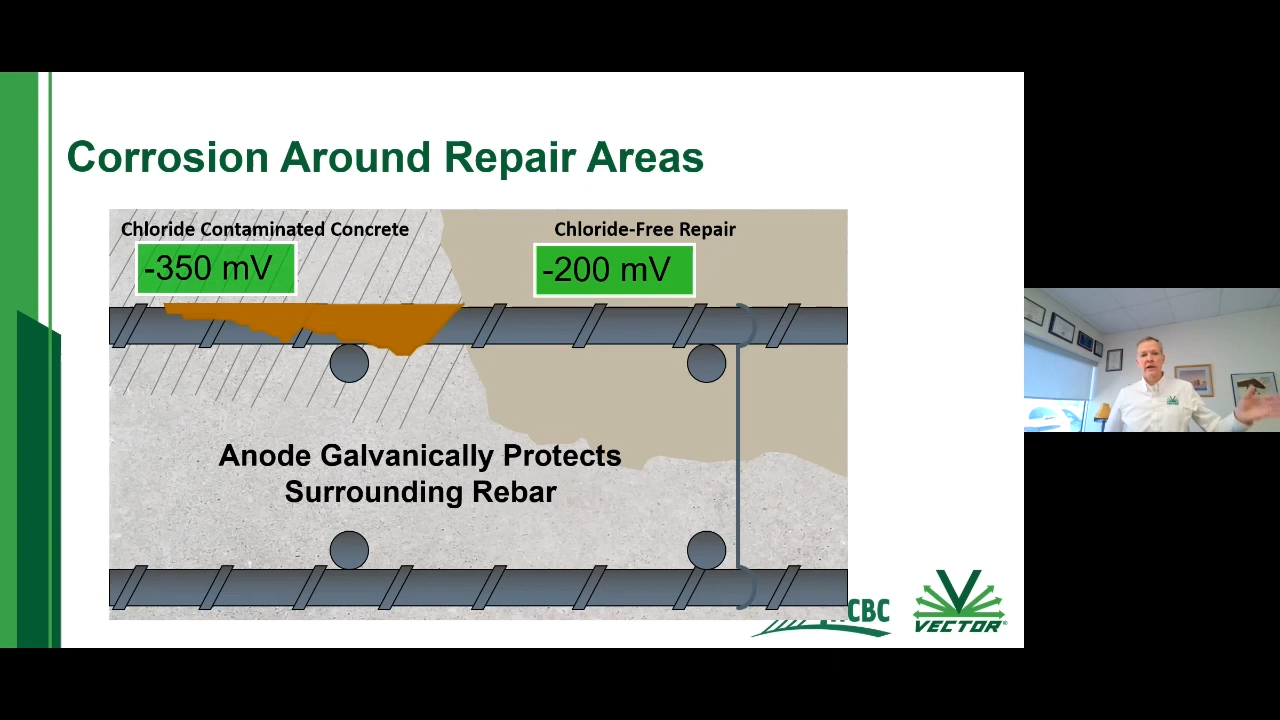 Corrosion Around Repair Areas
Chloride Contaminated Concrete
-350 mV
Chloride-Free Repair
-200 mV
Anode Galvanically Protects
Surrounding Rebar
VECTOR